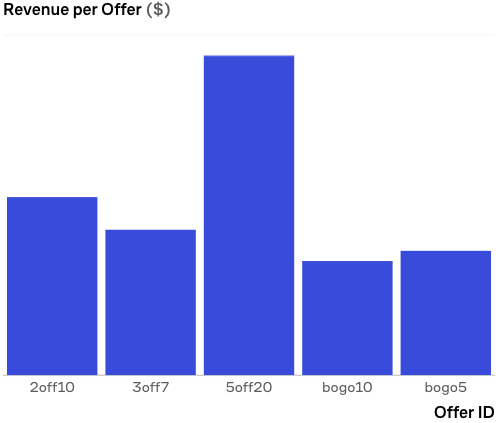 Revenue per Offer ($)
2off10 3off7 5off20 bogo10 bogo5
Offer ID